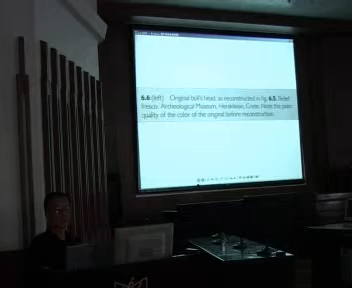 6.6 (left) Original bull's head, as reconstructed in fig. 6.5. Relief
fresco. Archeological Museum, Herakleion, Crete. Note the paler
quality of the color of the original before reconstruction.